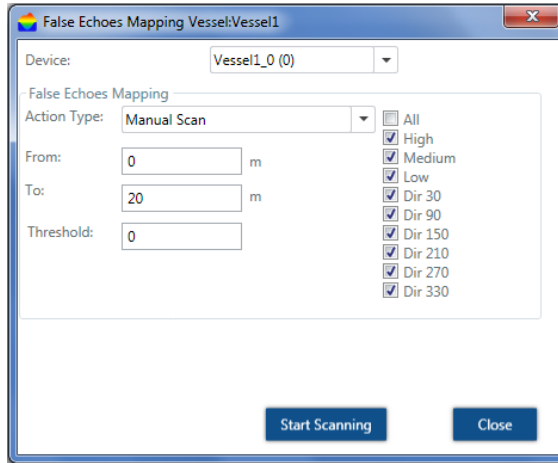 False Echoes Mapping Vessel:Vessel1
Device: Vessel1_0 (0)
False Echoes Mapping
Action Type: Manual Scan
All
High
Medium
Low
Dir 30
Dir 90
Dir 150
Dir 210
Dir 270
Dir 330
From: 0 m
To: 20 m
Threshold: 0
Start Scanning Close